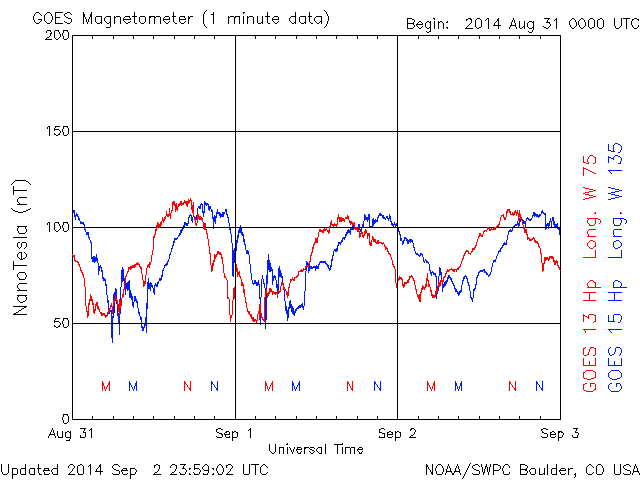 GOES Magnetometer (1 minute data)
Begin: 2014 Aug 31 0000 UTC
200
150
100
50
0
NanoTesla (nT)
M M N N M M N N M M N N
Aug 31 Sep 1 Sep 2 Sep 3
Universal Time
GOES 13 Hp Long. W 75
GOES 15 Hp Long. W 135
Updated 2014 Sep 2 23:59:02 UTC
NOAA/SWPC Boulder, CO USA